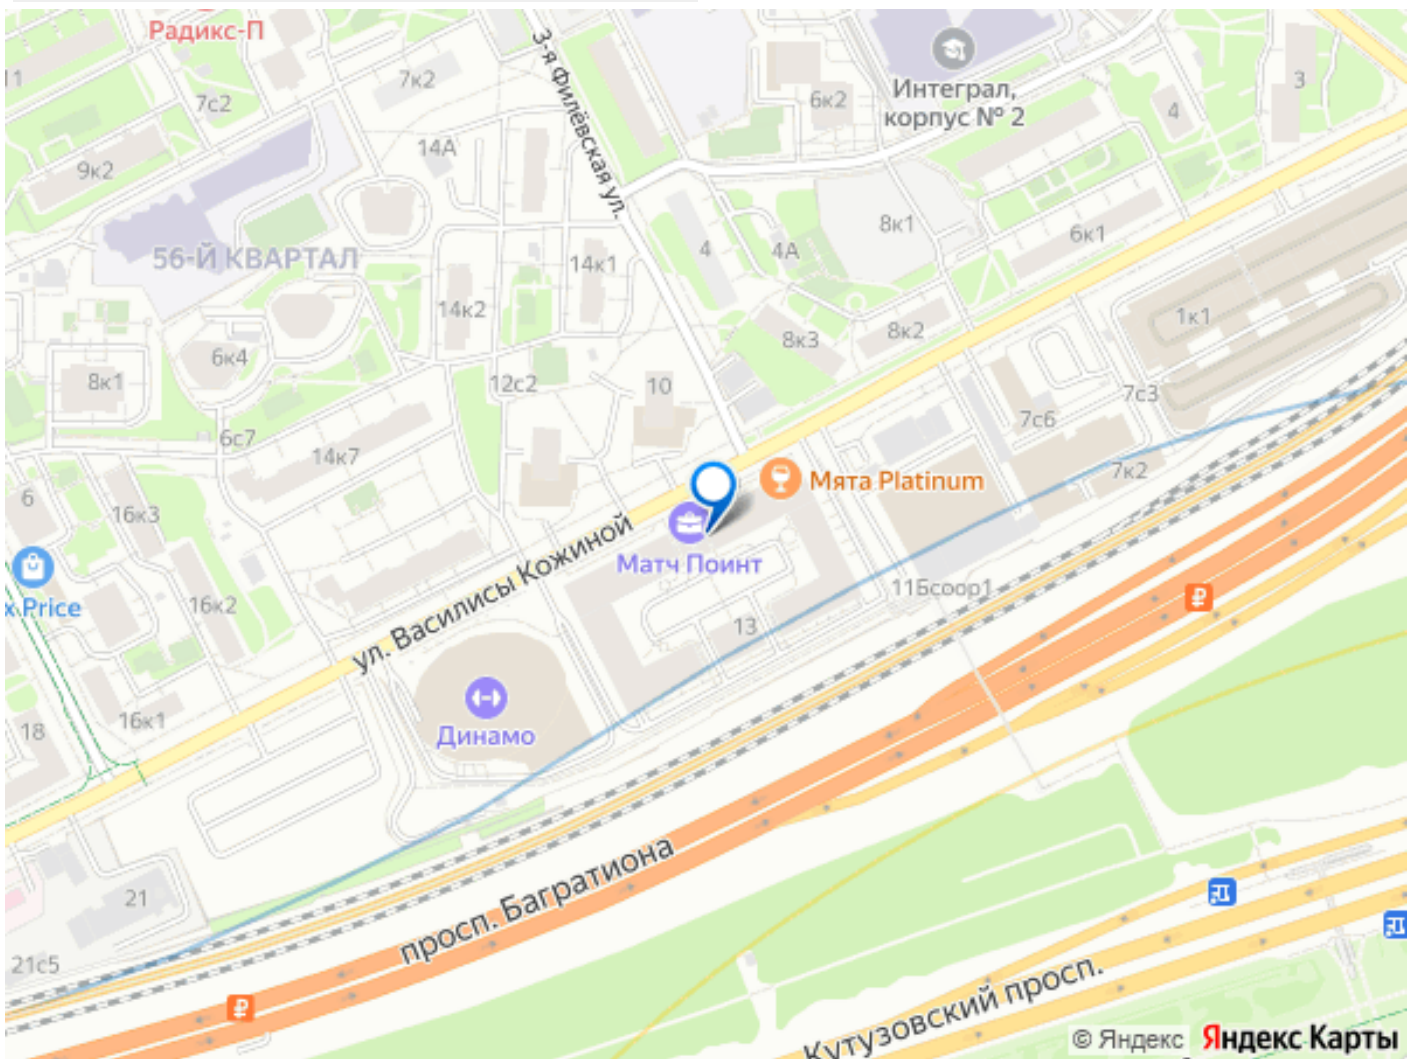 Радикс-П
11
7к2
7с2
3-я Филёвская ул.
6к2
Интеграл,
корпус № 2
3
4
14А
9к2
8к1
6к1
56-Й КВАРТАЛ
14к1
4
4А
14к2
1к1
8к3
8к2
6к4
8к1
12с2
10
7с3
7с6
6с7
14к7
7к2
Мята Platinum
6
16к3
Матч Поинт
ул. Василисы Кожиной
x Price
16к2
11Бсоор1
13
18
16к1
Динамо
просп. Багратиона
21
21с5
Кутузовский просп.
© Яндекс Яндекс Карты